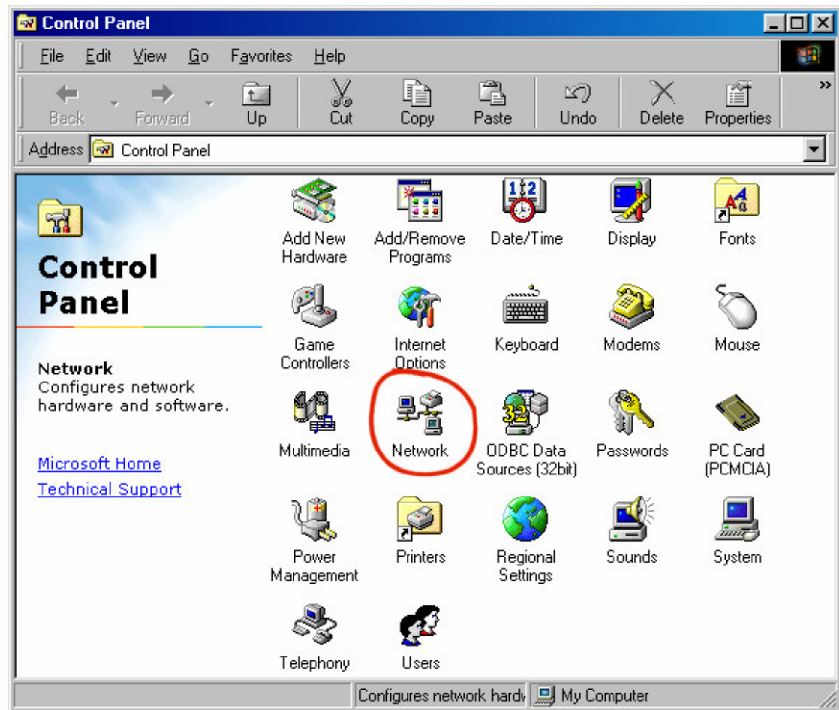 Control Panel
File Edit View Go Favorites Help
Back Forward Up Cut Copy Paste Undo Delete Properties »
Address Control Panel
Control
Panel
Network
Configures network
hardware and software.
Microsoft Home
Technical Support
Add New
Hardware
Add/Remove
Programs
Date/Time
Display
Fonts
Game
Controllers
Internet
Options
Keyboard
Modems
Mouse
Multimedia
Network
ODBC Data
Sources (32bit)
Passwords
PC Card
(PCMCIA)
Power
Management
Printers
Regional
Settings
Sounds
System
Telephony
Users
Configures network hard My Computer